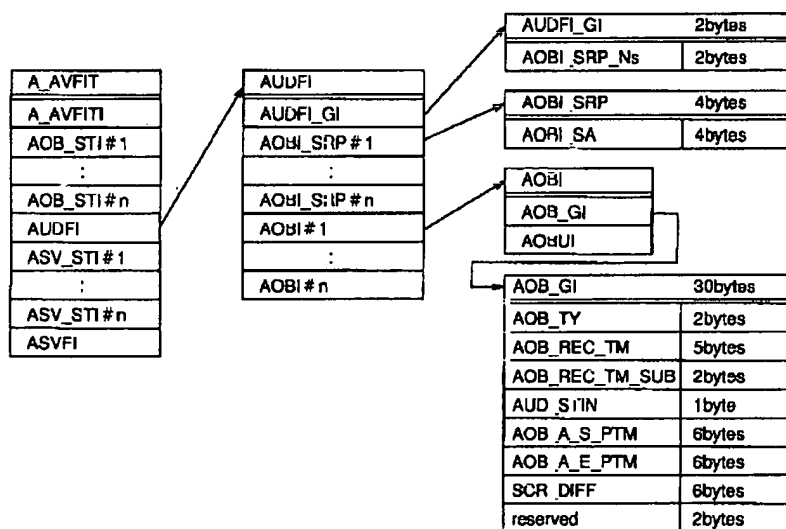 A_AVFIT
A_AVFITI
AOB_STI#1
:
AOB_STI#n
AUDFI
ASV_STI#1
:
ASV_STI#n
ASVFI
AUDFI
AUDFI_GI
AOBI_SRP#1
:
AOBI_SRP#n
AOBI#1
:
AOBI#n
AUDFI_GI 2bytes
AOBI_SRP_Ns 2bytes
AOBI_SRP 4bytes
AOBI_SA 4bytes
AOBI
AOB_GI
AOBUI
AOB_GI 30bytes
AOB_TY 2bytes
AOB_REC_TM 5bytes
AOB_REC_TM_SUB 2bytes
AUD_STIN 1byte
AOB_A_S_PTM 6bytes
AOB_A_E_PTM 6bytes
SCR_DIFF 6bytes
reserved 2bytes